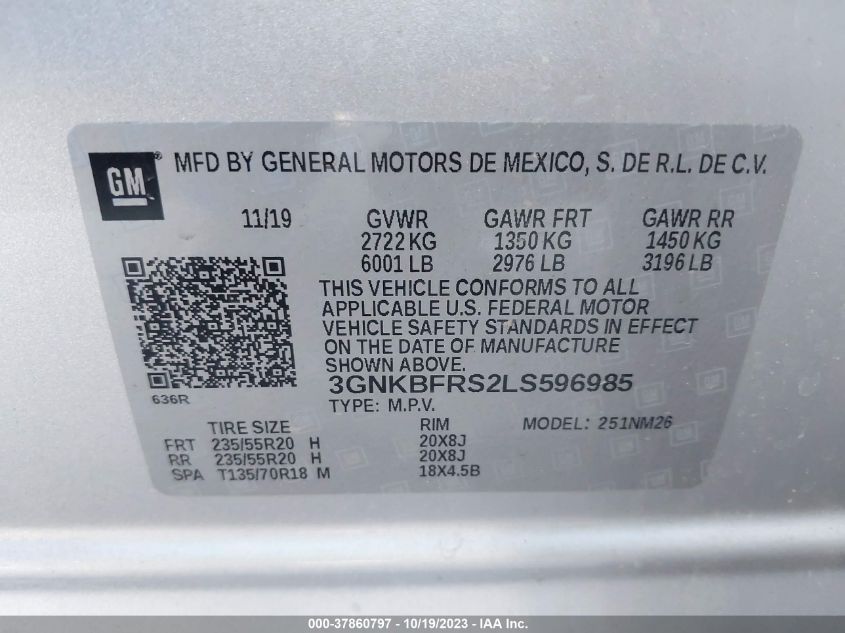 GM ® MFD BY GENERAL MOTORS DE MEXICO, S. DE R.L. DE C.V.
11/19 GVWR GAWR FRT GAWR RR
2722 KG 1350 KG 1450 KG
6001 LB 2976 LB 3196 LB
THIS VEHICLE CONFORMS TO ALL
APPLICABLE U.S. FEDERAL MOTOR
VEHICLE SAFETY STANDARDS IN EFFECT
ON THE DATE OF MANUFACTURE
SHOWN ABOVE.
3GNKBFRS2LS596985
636R
TYPE: M.P.V.
TIRE SIZE RIM MODEL: 251NM26
FRT 235/55R20 H 20X8J
RR 235/55R20 H 20X8J
SPA T135/70R18 M 18X4.5B
000-37860797 - 10/19/2023 - IAA Inc.